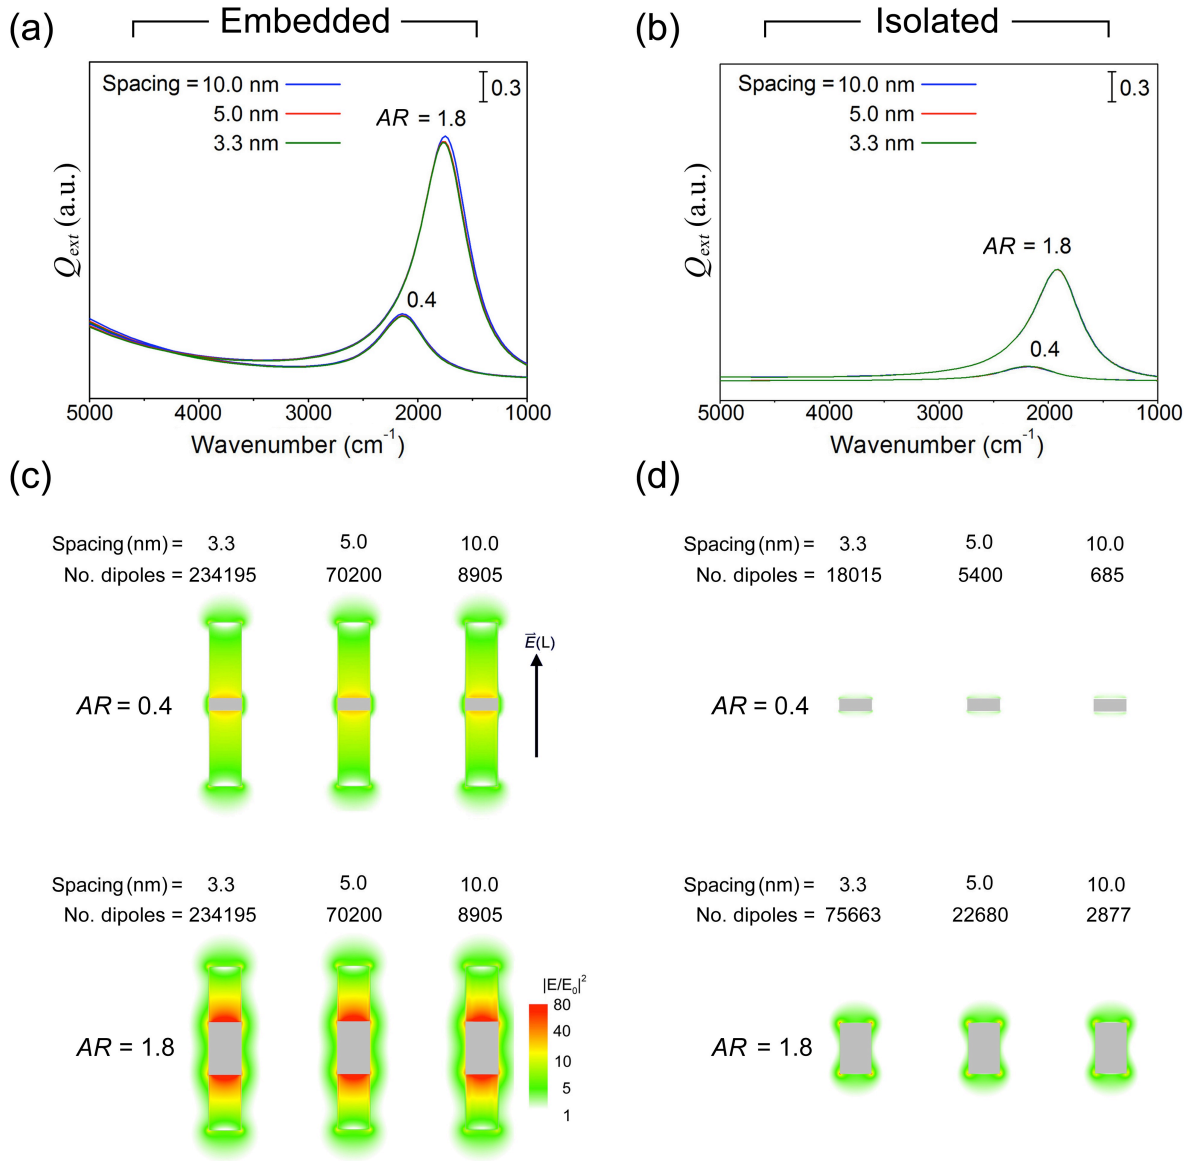 (a) Embedded
Spacing = 10.0 nm
5.0 nm
3.3 nm
0.3
AR = 1.8
0.4
Q_ext (a.u.)
5000 4000 3000 2000 1000
Wavenumber (cm⁻¹)
(b) Isolated
Spacing = 10.0 nm
5.0 nm
3.3 nm
0.3
AR = 1.8
0.4
Q_ext (a.u.)
5000 4000 3000 2000 1000
Wavenumber (cm⁻¹)
(c)
Spacing (nm) = 3.3 5.0 10.0
No. dipoles = 234195 70200 8905
E⃗(L)
AR = 0.4
Spacing (nm) = 3.3 5.0 10.0
No. dipoles = 234195 70200 8905
AR = 1.8
|E/E₀|²
80
40
10
5
1
(d)
Spacing (nm) = 3.3 5.0 10.0
No. dipoles = 18015 5400 685
AR = 0.4
Spacing (nm) = 3.3 5.0 10.0
No. dipoles = 75663 22680 2877
AR = 1.8